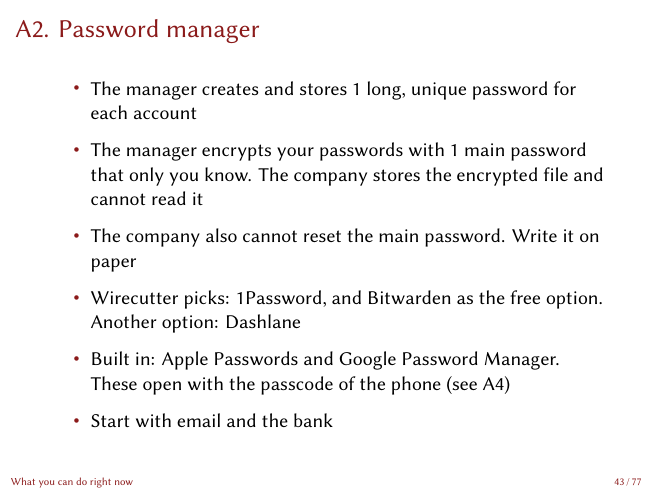 A2. Password manager
• The manager creates and stores 1 long, unique password for
each account
• The manager encrypts your passwords with 1 main password
that only you know. The company stores the encrypted file and
cannot read it
• The company also cannot reset the main password. Write it on
paper
• Wirecutter picks: 1Password, and Bitwarden as the free option.
Another option: Dashlane
• Built in: Apple Passwords and Google Password Manager.
These open with the passcode of the phone (see A4)
• Start with email and the bank
What you can do right now
43 / 77